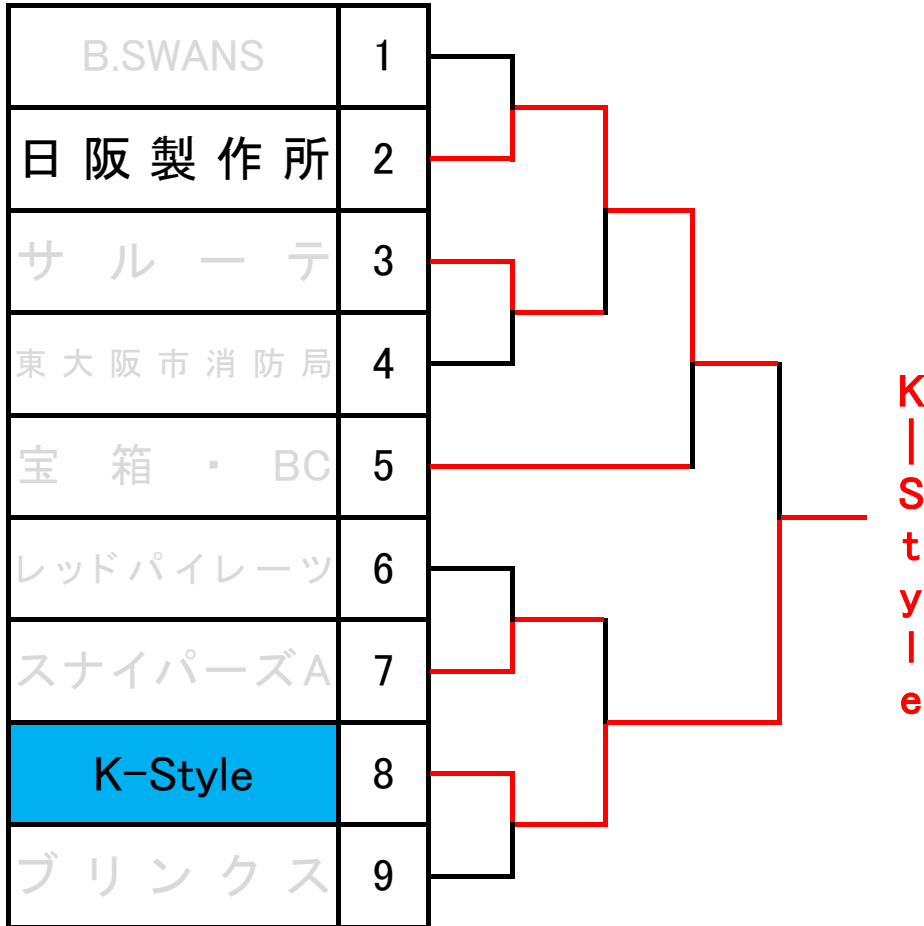 B.SWANS 1
日阪製作所 2
サルーテ 3
東大阪市消防局 4
宝箱・BC 5
レッドパイレーツ 6
スナイパーズA 7
K-Style 8
ブリンクス 9
K-Style